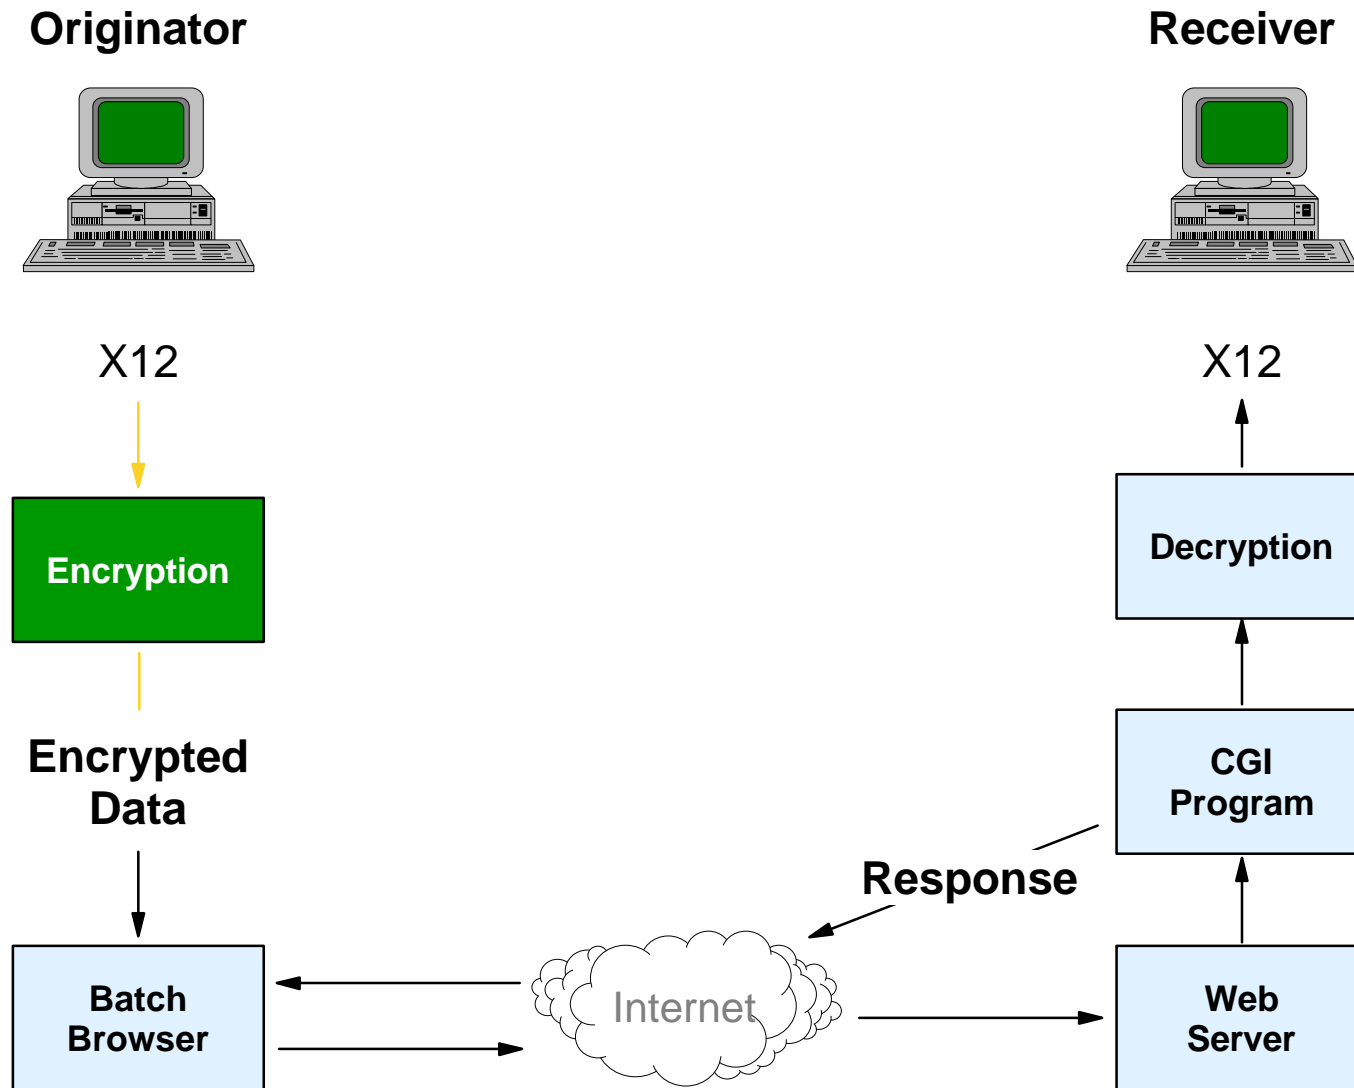 Originator
Receiver
X12
X12
Encryption
Decryption
Encrypted
Data
CGI
Program
Response
Batch
Browser
Internet
Web
Server